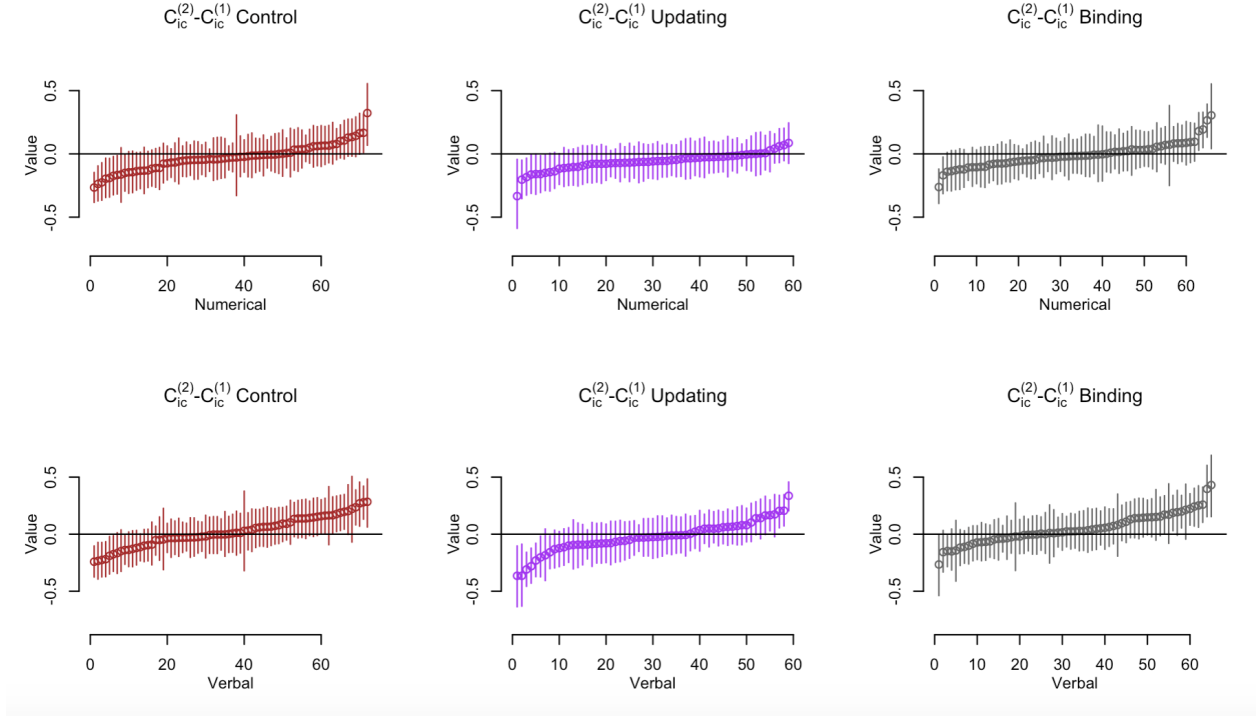 C_ic^(2)-C_ic^(1) Control
C_ic^(2)-C_ic^(1) Updating
C_ic^(2)-C_ic^(1) Binding
Value
0.5
0.0
-0.5
0 20 40 60
Numerical
Value
0.5
0.0
-0.5
0 10 20 30 40 50 60
Numerical
Value
0.5
0.0
-0.5
0 10 20 30 40 50 60
Numerical
C_ic^(2)-C_ic^(1) Control
C_ic^(2)-C_ic^(1) Updating
C_ic^(2)-C_ic^(1) Binding
Value
0.5
0.0
-0.5
0 20 40 60
Verbal
Value
0.5
0.0
-0.5
0 10 20 30 40 50 60
Verbal
Value
0.5
0.0
-0.5
0 10 20 30 40 50 60
Verbal